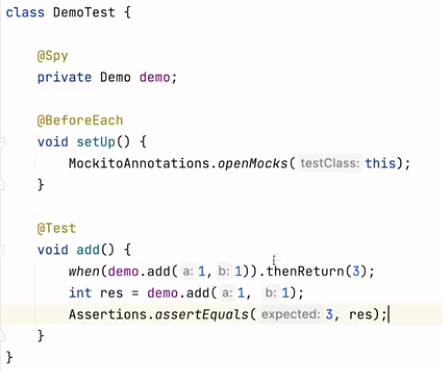 class DemoTest {
@Spy
private Demo demo;
@BeforeEach
void setUp() {
MockitoAnnotations.openMocks( testClass: this);
}
@Test
void add() {
when(demo.add( a: 1, b: 1)).thenReturn(3);
int res = demo.add( a: 1, b: 1);
Assertions.assertEquals( expected: 3, res);
}
}